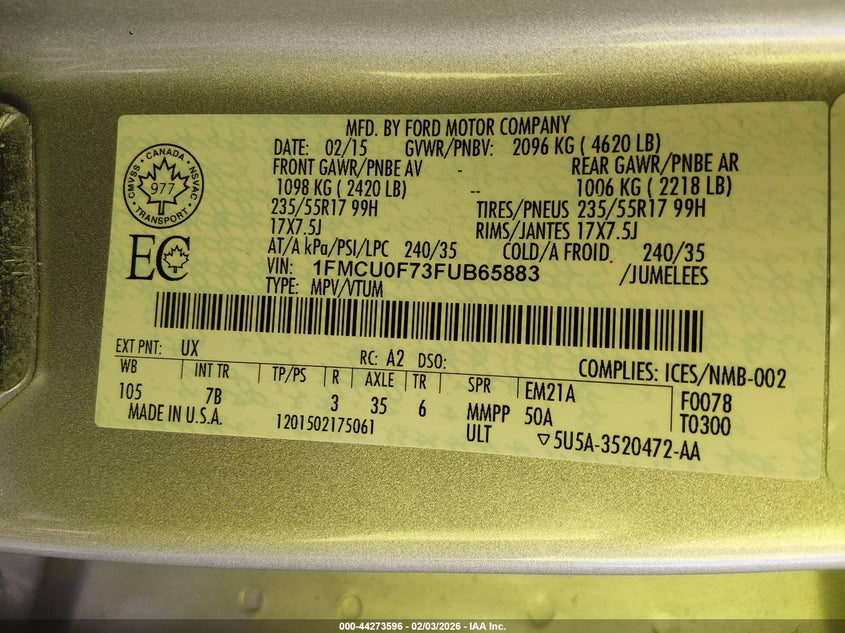 MFD. BY FORD MOTOR COMPANY
DATE: 02/15 GVWR/PNBV: 2096 KG ( 4620 LB)
FRONT GAWR/PNBE AV - REAR GAWR/PNBE AR
1098 KG ( 2420 LB) -- 1006 KG ( 2218 LB)
235/55R17 99H TIRES/PNEUS 235/55R17 99H
17X7.5J RIMS/JANTES 17X7.5J
AT/A kPa/PSI/LPC 240/35 COLD/A FROID 240/35
VIN: 1FMCU0F73FUB65883 /JUMELEES
TYPE: MPV/VTUM
CANADA
CMVSS • NSVAC
977
TRANSPORT
EC
EXT PNT: UX RC: A2 DSO: COMPLIES: ICES/NMB-002
WB INT TR TP/PS R AXLE TR SPR EM21A F0078
105 7B 3 35 6 MMPP 50A T0300
MADE IN U.S.A. 1201502175061 ULT ▽5U5A-3520472-AA
000-44273596 - 02/03/2026 - IAA Inc.